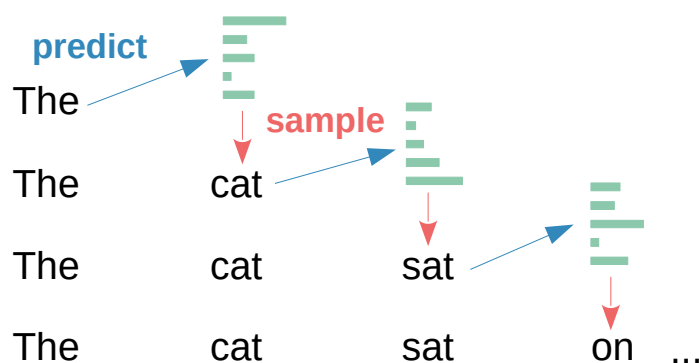 predict
The
sample
The cat
The cat sat
The cat sat on ...